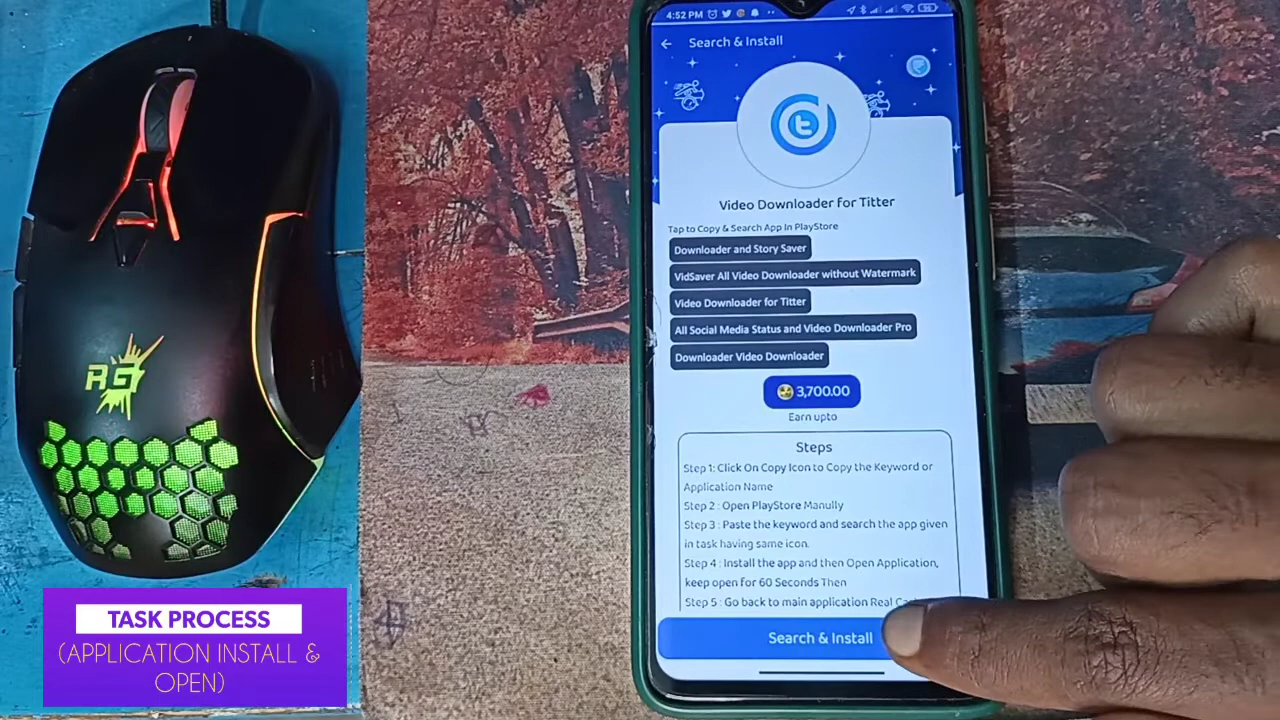 4:52 PM
Search & Install
Video Downloader for Titter
Tap to Copy & Search App In PlayStore
Downloader and Story Saver
VidSaver All Video Downloader without Watermark
Video Downloader for Titter
All Social Media Status and Video Downloader Pro
Downloader Video Downloader
3,700.00
Earn upto
Steps
Step 1: Click On Copy Icon to Copy the Keyword or
Application Name
Step 2 : Open PlayStore Manully
Step 3 : Paste the keyword and search the app given
in task having same icon.
Step 4 : Install the app and then Open Application,
keep open for 60 Seconds Then
Step 5 : Go back to main application Real
Search & Install
RG
TASK PROCESS
(APPLICATION INSTALL &
OPEN)